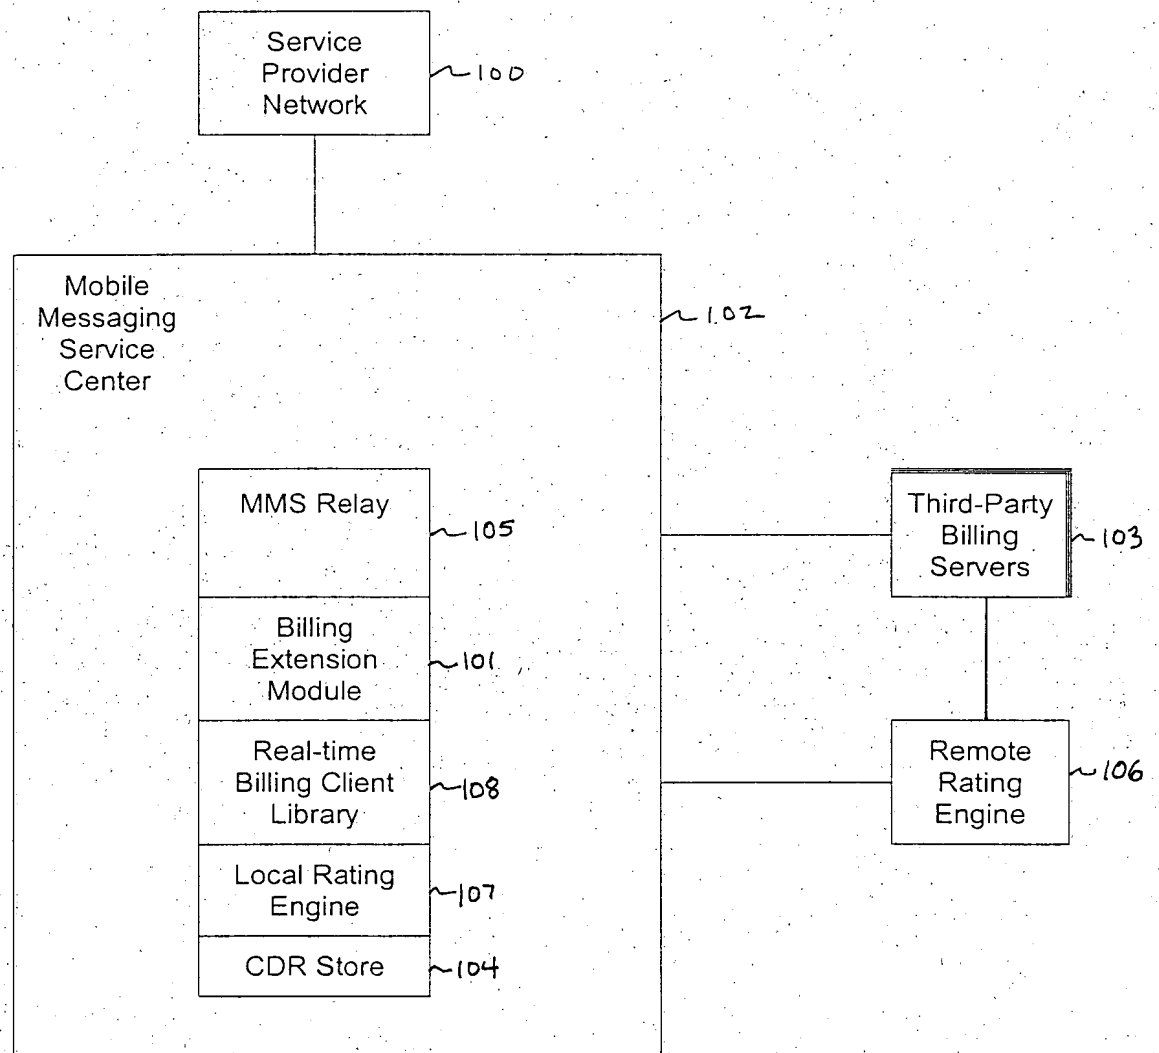 Service
Provider
Network
100
Mobile
Messaging
Service
Center
102
MMS Relay
105
Third-Party
Billing
Servers
103
Billing
Extension
Module
101
Real-time
Billing Client
Library
108
Remote
Rating
Engine
106
Local Rating
Engine
107
CDR Store
104